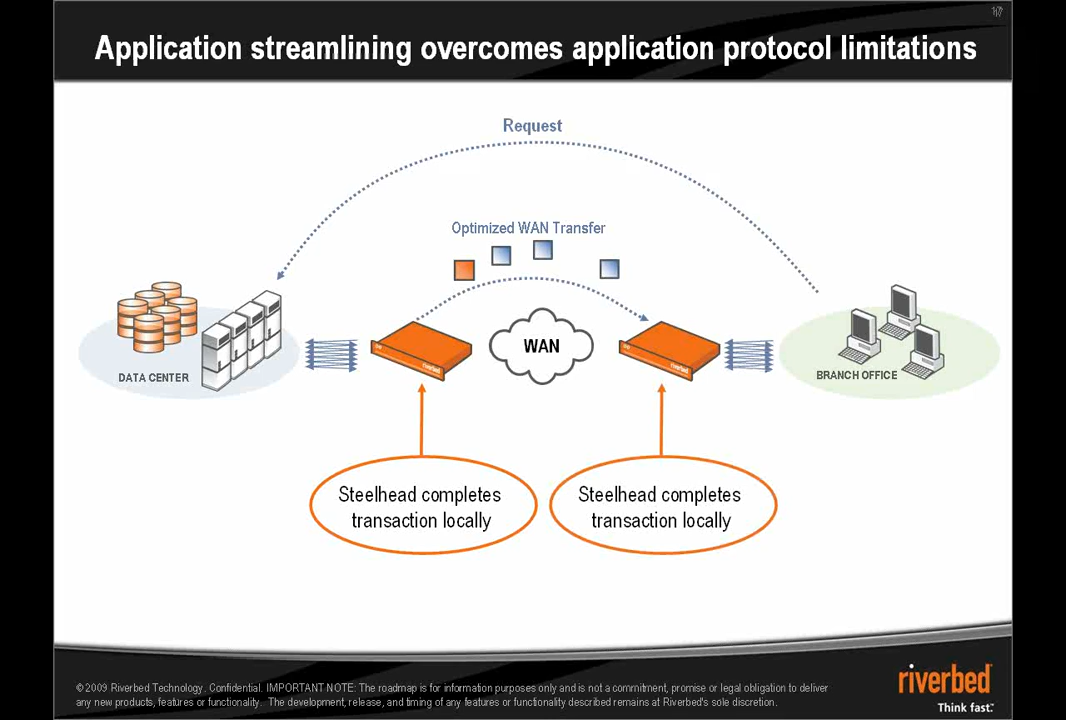 17
Application streamlining overcomes application protocol limitations
Request
Optimized WAN Transfer
WAN
DATA CENTER
BRANCH OFFICE
riverbed
riverbed
Steelhead completes
transaction locally
Steelhead completes
transaction locally
© 2009 Riverbed Technology. Confidential. IMPORTANT NOTE: The roadmap is for information purposes only and is not a commitment, promise or legal obligation to deliver
any new products, features or functionality. The development, release, and timing of any features or functionality described remains at Riverbed's sole discretion.
riverbed
Think fast.